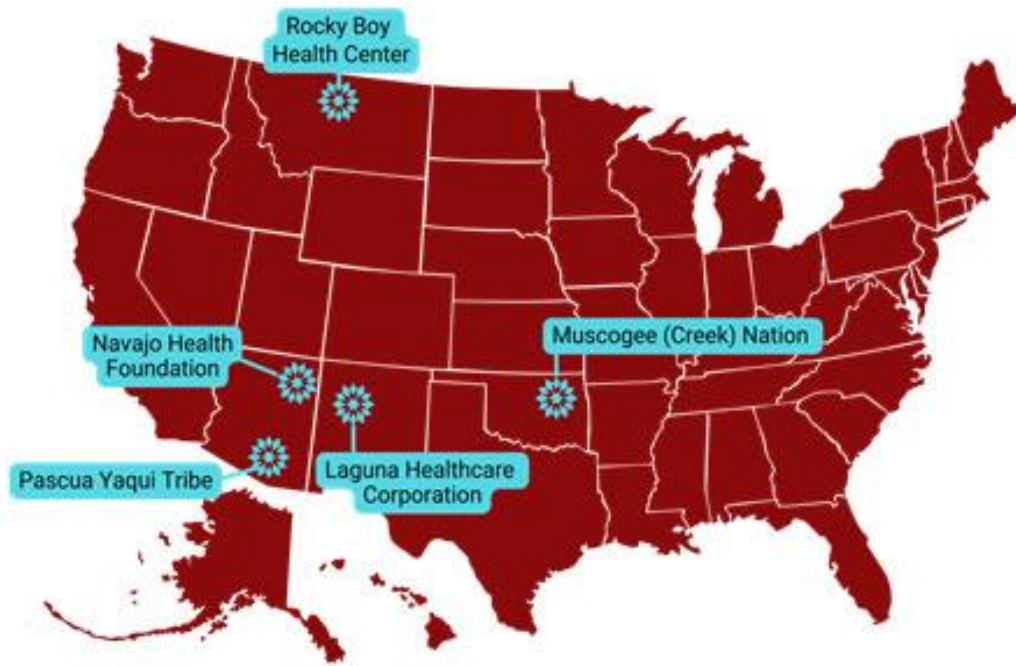 Rocky Boy
Health Center
Navajo Health
Foundation
Muscogee (Creek) Nation
Pascua Yaqui Tribe
Laguna Healthcare
Corporation